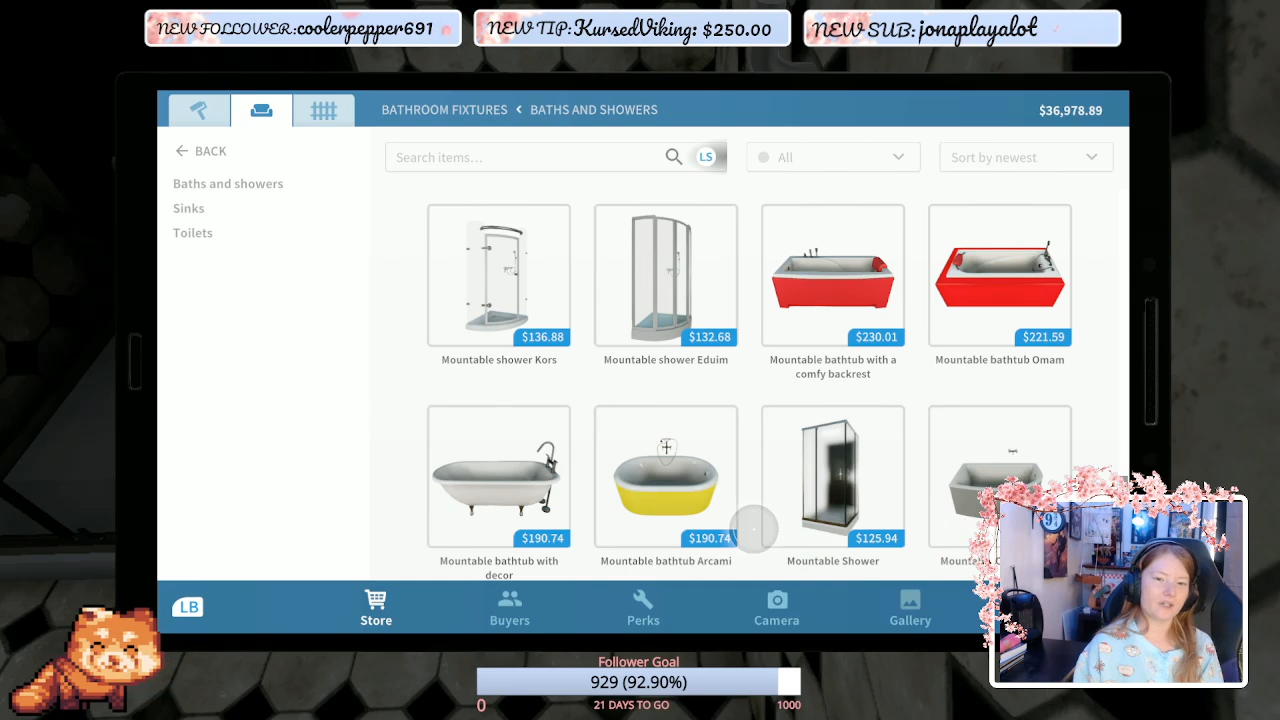 NEW FOLLOWER: coolerpepper691
NEW TIP: KursedViking: $250.00
NEW SUB: jonaplayalot
BATHROOM FIXTURES < BATHS AND SHOWERS
$36,978.89
BACK
Baths and showers
Sinks
Toilets
Search items...
LS
All
Sort by newest
$136.88
$132.68
$230.01
$221.59
Mountable shower Kors
Mountable shower Eduim
Mountable bathtub with a
comfy backrest
Mountable bathtub Omam
$190.74
$190.74
$125.94
Mountable bathtub with
decor
Mountable bathtub Arcami
Mountable Shower
LB
Store
Buyers
Perks
Camera
Gallery
Follower Goal
929 (92.90%)
0
21 DAYS TO GO
1000